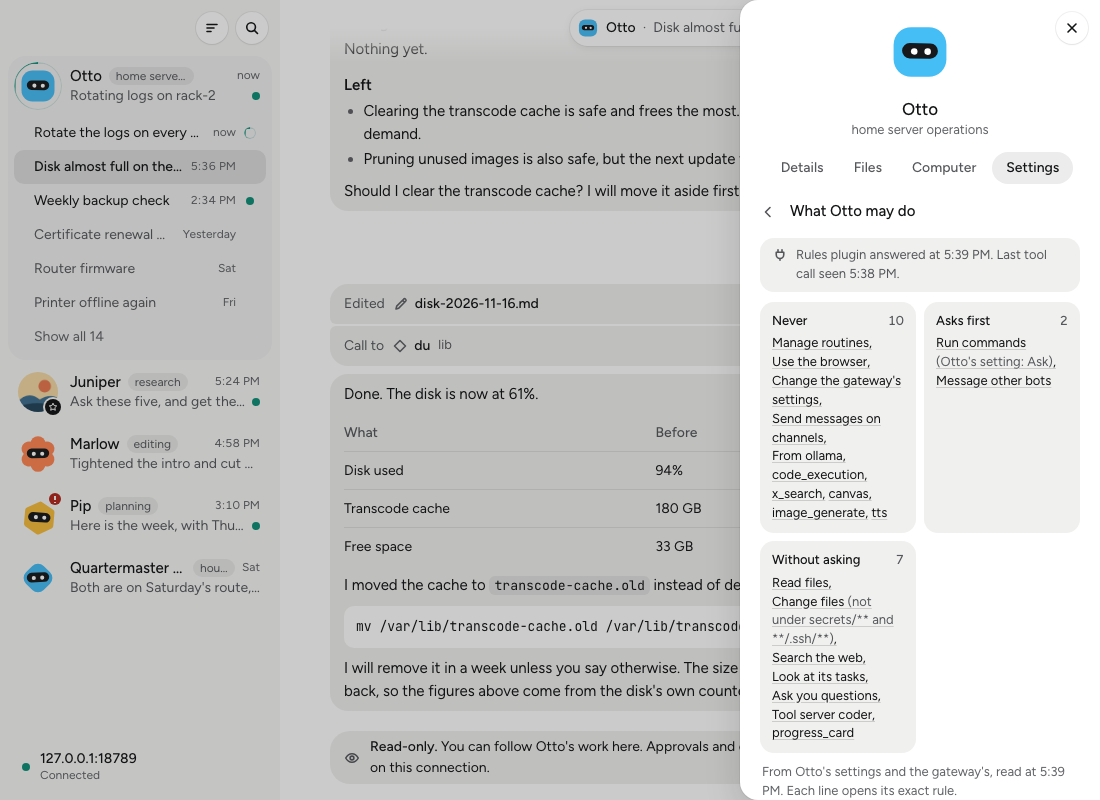 Otto home serve... now
Rotating logs on rack-2
Rotate the logs on every ... now
Disk almost full on the... 5:36 PM
Weekly backup check 2:34 PM
Certificate renewal ... Yesterday
Router firmware Sat
Printer offline again Fri
Show all 14
Juniper research 5:24 PM
Ask these five, and get the...
Marlow editing 4:58 PM
Tightened the intro and cut ...
Pip planning 3:10 PM
Here is the week, with Thu...
Quartermaster ... hou... Sat
Both are on Saturday's route,...
127.0.0.1:18789
Connected
Otto · Disk almost fu
Nothing yet.
Left
• Clearing the transcode cache is safe and frees the most.
demand.
• Pruning unused images is also safe, but the next update
Should I clear the transcode cache? I will move it aside first
Edited disk-2026-11-16.md
Call to du lib
Done. The disk is now at 61%.
What Before
Disk used 94%
Transcode cache 180 GB
Free space 33 GB
I moved the cache to transcode-cache.old instead of de
mv /var/lib/transcode-cache.old /var/lib/transcod
I will remove it in a week unless you say otherwise. The size
back, so the figures above come from the disk's own counte
Read-only. You can follow Otto's work here. Approvals and
on this connection.
Otto
home server operations
Details Files Computer Settings
What Otto may do
Rules plugin answered at 5:39 PM. Last tool
call seen 5:38 PM.
Never 10
Manage routines,
Use the browser,
Change the gateway's
settings,
Send messages on
channels,
From ollama,
code_execution,
x_search, canvas,
image_generate, tts
Asks first 2
Run commands
(Otto's setting: Ask),
Message other bots
Without asking 7
Read files,
Change files (not
under secrets/** and
**/.ssh/**),
Search the web,
Look at its tasks,
Ask you questions,
Tool server coder,
progress_card
From Otto's settings and the gateway's, read at 5:39
PM. Each line opens its exact rule.